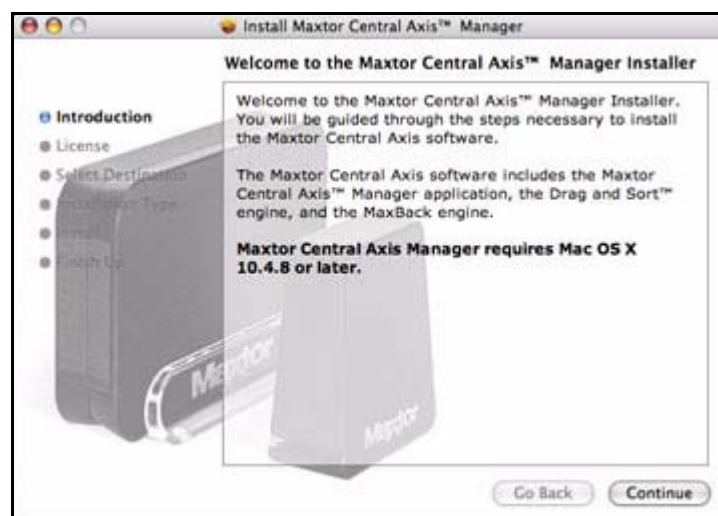 Install Maxtor Central Axis™ Manager
Welcome to the Maxtor Central Axis™ Manager Installer
Introduction
License
Select Destination
Installation Type
Install
Finish Up
Welcome to the Maxtor Central Axis™ Manager Installer.
You will be guided through the steps necessary to install
the Maxtor Central Axis software.
The Maxtor Central Axis software includes the Maxtor
Central Axis™ Manager application, the Drag and Sort™
engine, and the MaxBack engine.
Maxtor Central Axis Manager requires Mac OS X
10.4.8 or later.
Maxtor
Maxtor
Go Back
Continue